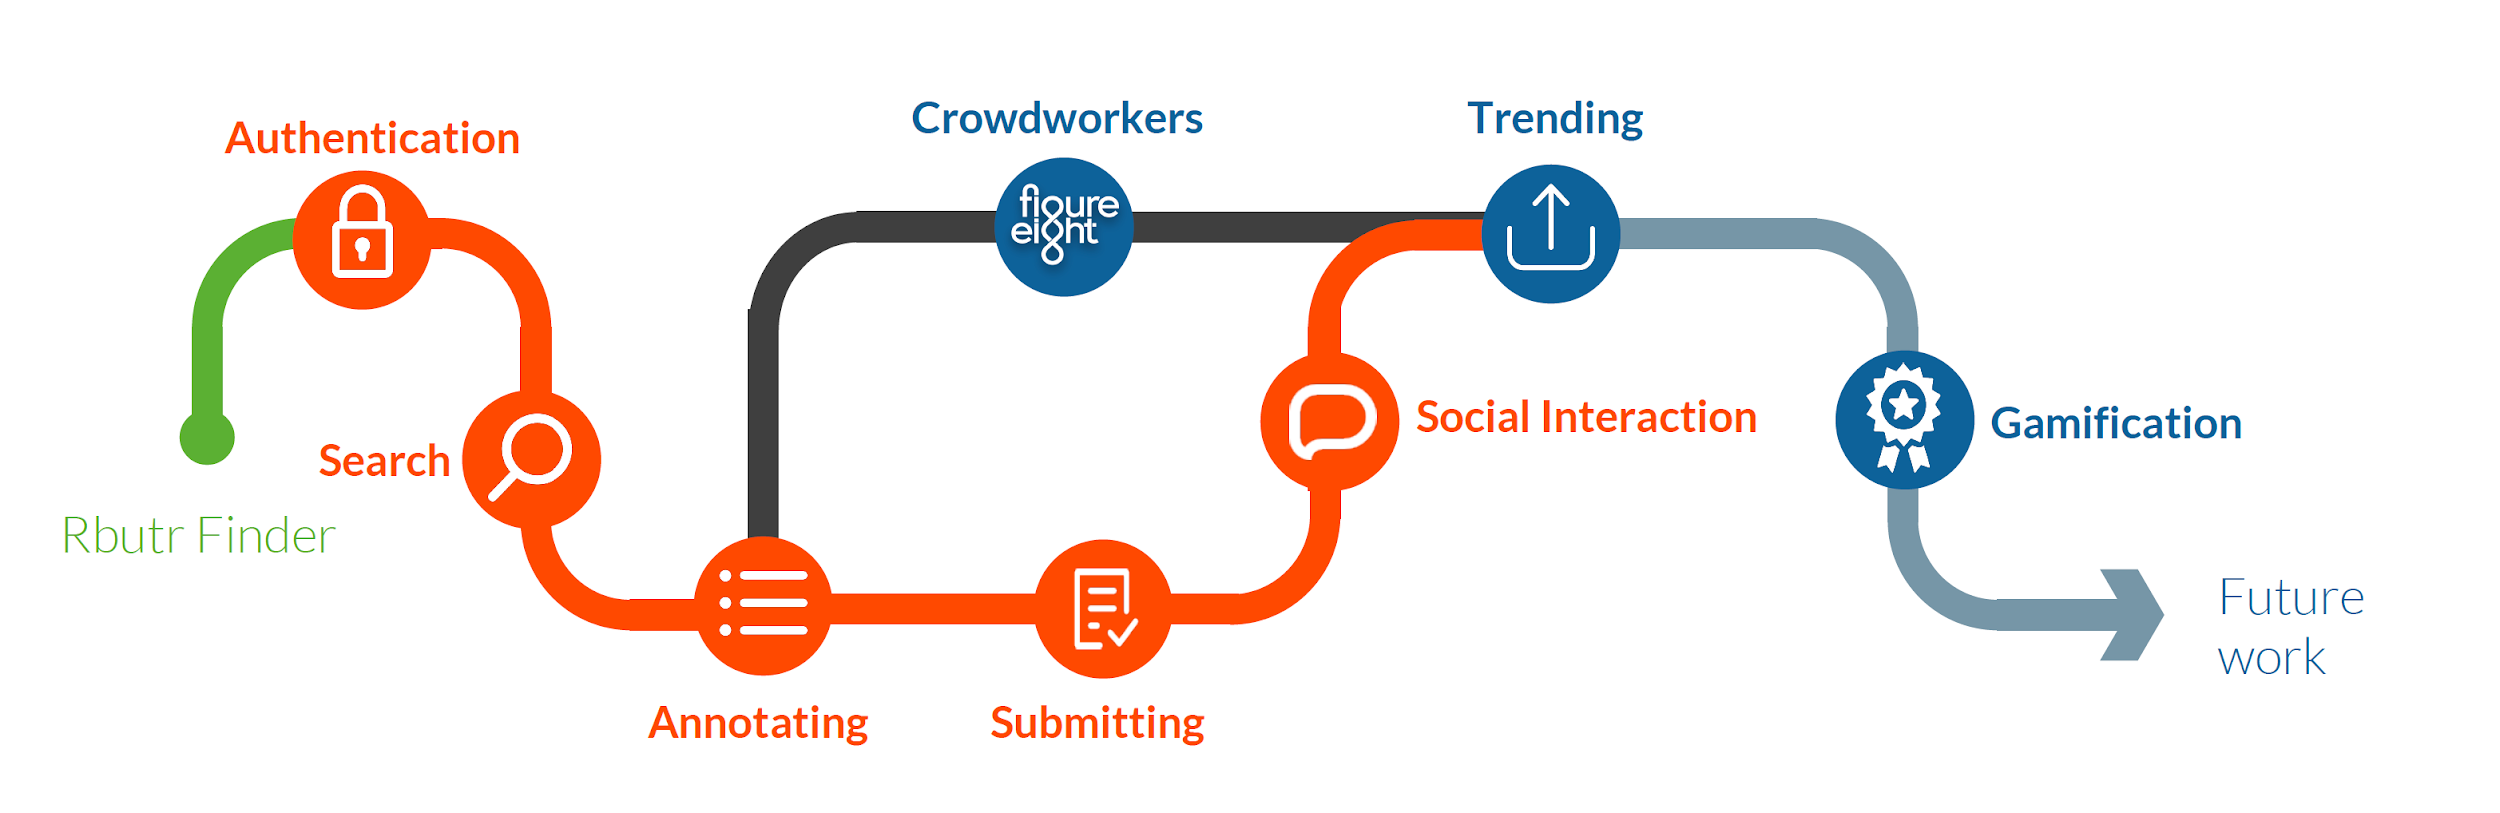 Authentication
Crowdworkers
Trending
figure
eight
Search
Social Interaction
Gamification
Rbutr Finder
Future
work
Annotating
Submitting